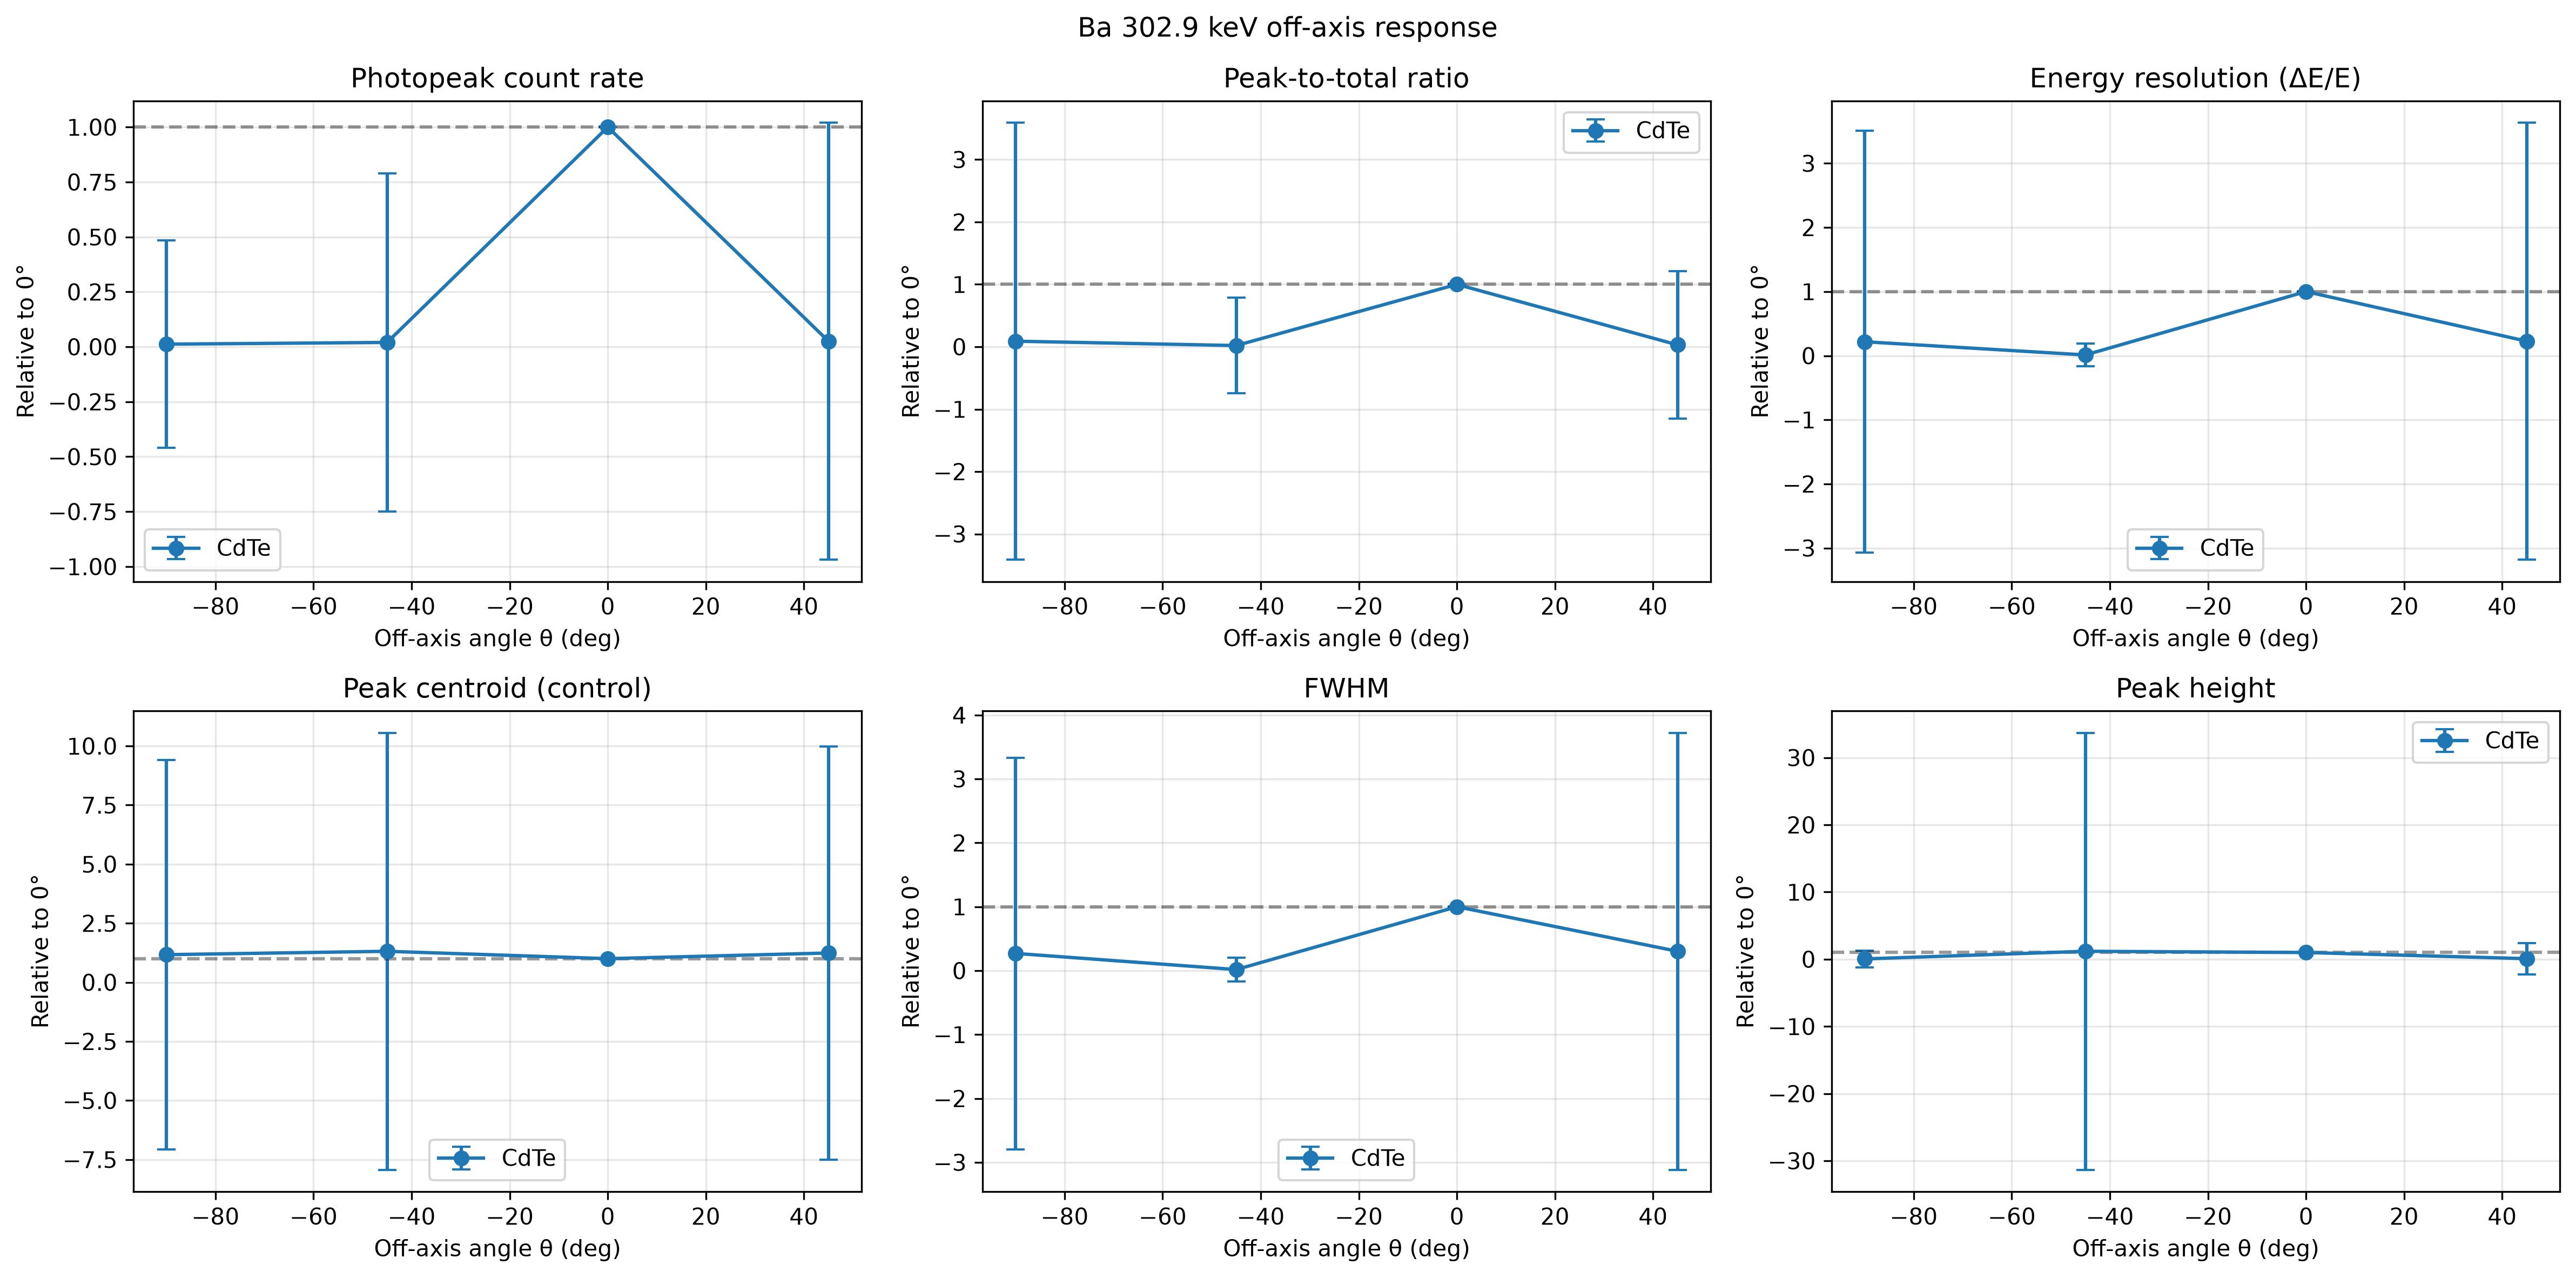 Ba 302.9 keV off-axis response
Photopeak count rate
Relative to 0°
1.00
0.75
0.50
0.25
0.00
−0.25
−0.50
−0.75
−1.00
CdTe
−80 −60 −40 −20 0 20 40
Off-axis angle θ (deg)
Peak-to-total ratio
Relative to 0°
3
2
1
0
−1
−2
−3
CdTe
−80 −60 −40 −20 0 20 40
Off-axis angle θ (deg)
Energy resolution (ΔE/E)
Relative to 0°
3
2
1
0
−1
−2
−3
CdTe
−80 −60 −40 −20 0 20 40
Off-axis angle θ (deg)
Peak centroid (control)
Relative to 0°
10.0
7.5
5.0
2.5
0.0
−2.5
−5.0
−7.5
CdTe
−80 −60 −40 −20 0 20 40
Off-axis angle θ (deg)
FWHM
Relative to 0°
4
3
2
1
0
−1
−2
−3
CdTe
−80 −60 −40 −20 0 20 40
Off-axis angle θ (deg)
Peak height
Relative to 0°
30
20
10
0
−10
−20
−30
CdTe
−80 −60 −40 −20 0 20 40
Off-axis angle θ (deg)